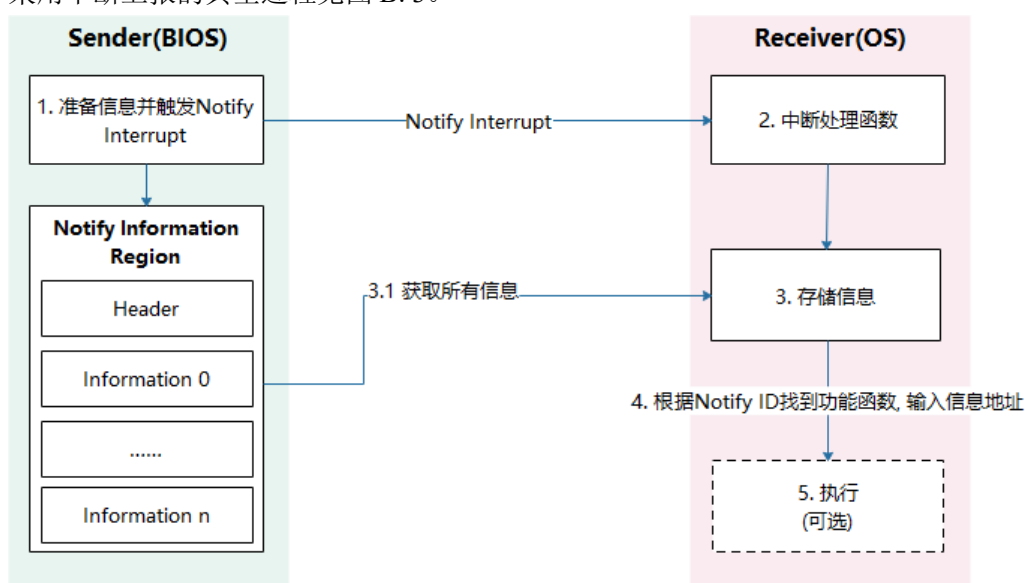 Sender(BIOS)
Receiver(OS)
1. 准备信息并触发Notify
Interrupt
Notify Interrupt
2. 中断处理函数
Notify Information
Region
Header
Information 0
......
Information n
3.1 获取所有信息
3. 存储信息
4. 根据Notify ID找到功能函数, 输入信息地址
5. 执行
(可选)